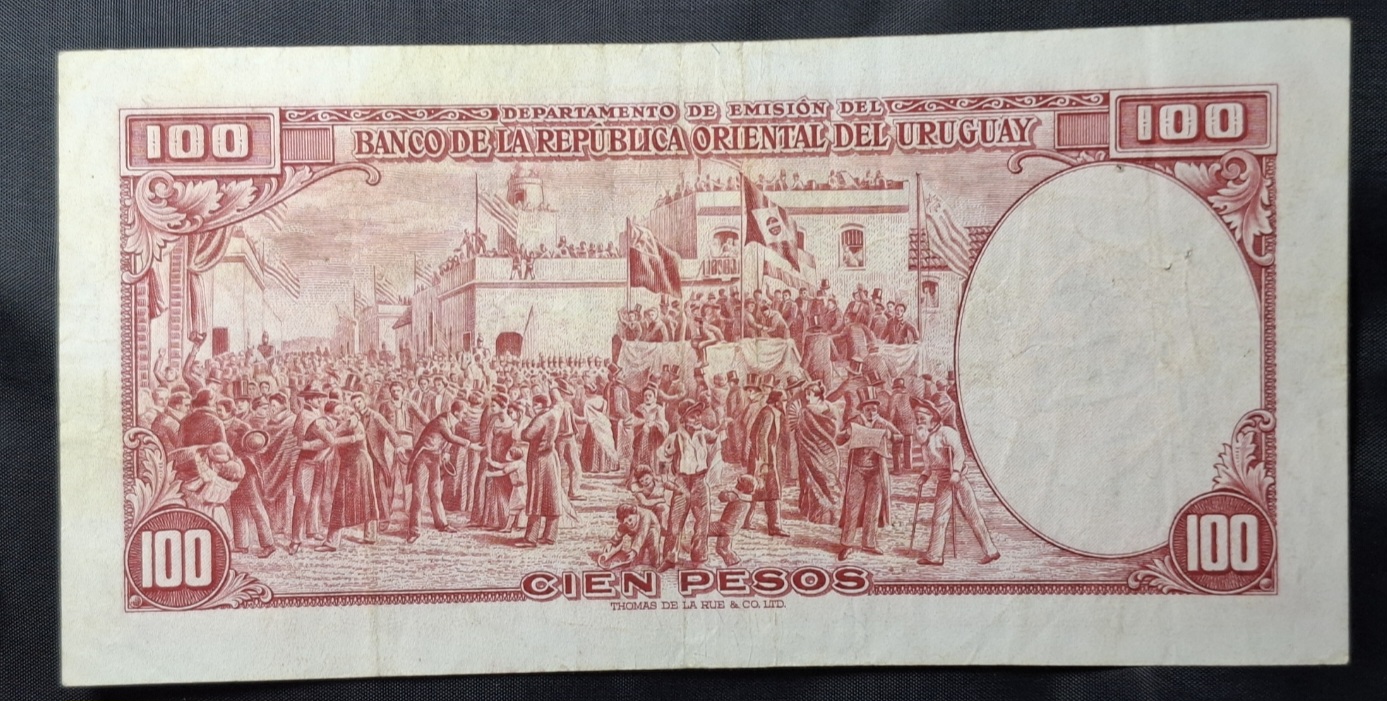 100
DEPARTAMENTO DE EMISIÓN DEL
100
BANCO DE LA REPÚBLICA ORIENTAL DEL URUGUAY
100
100
CIEN PESOS
THOMAS DE LA RUE & CO. LTD.